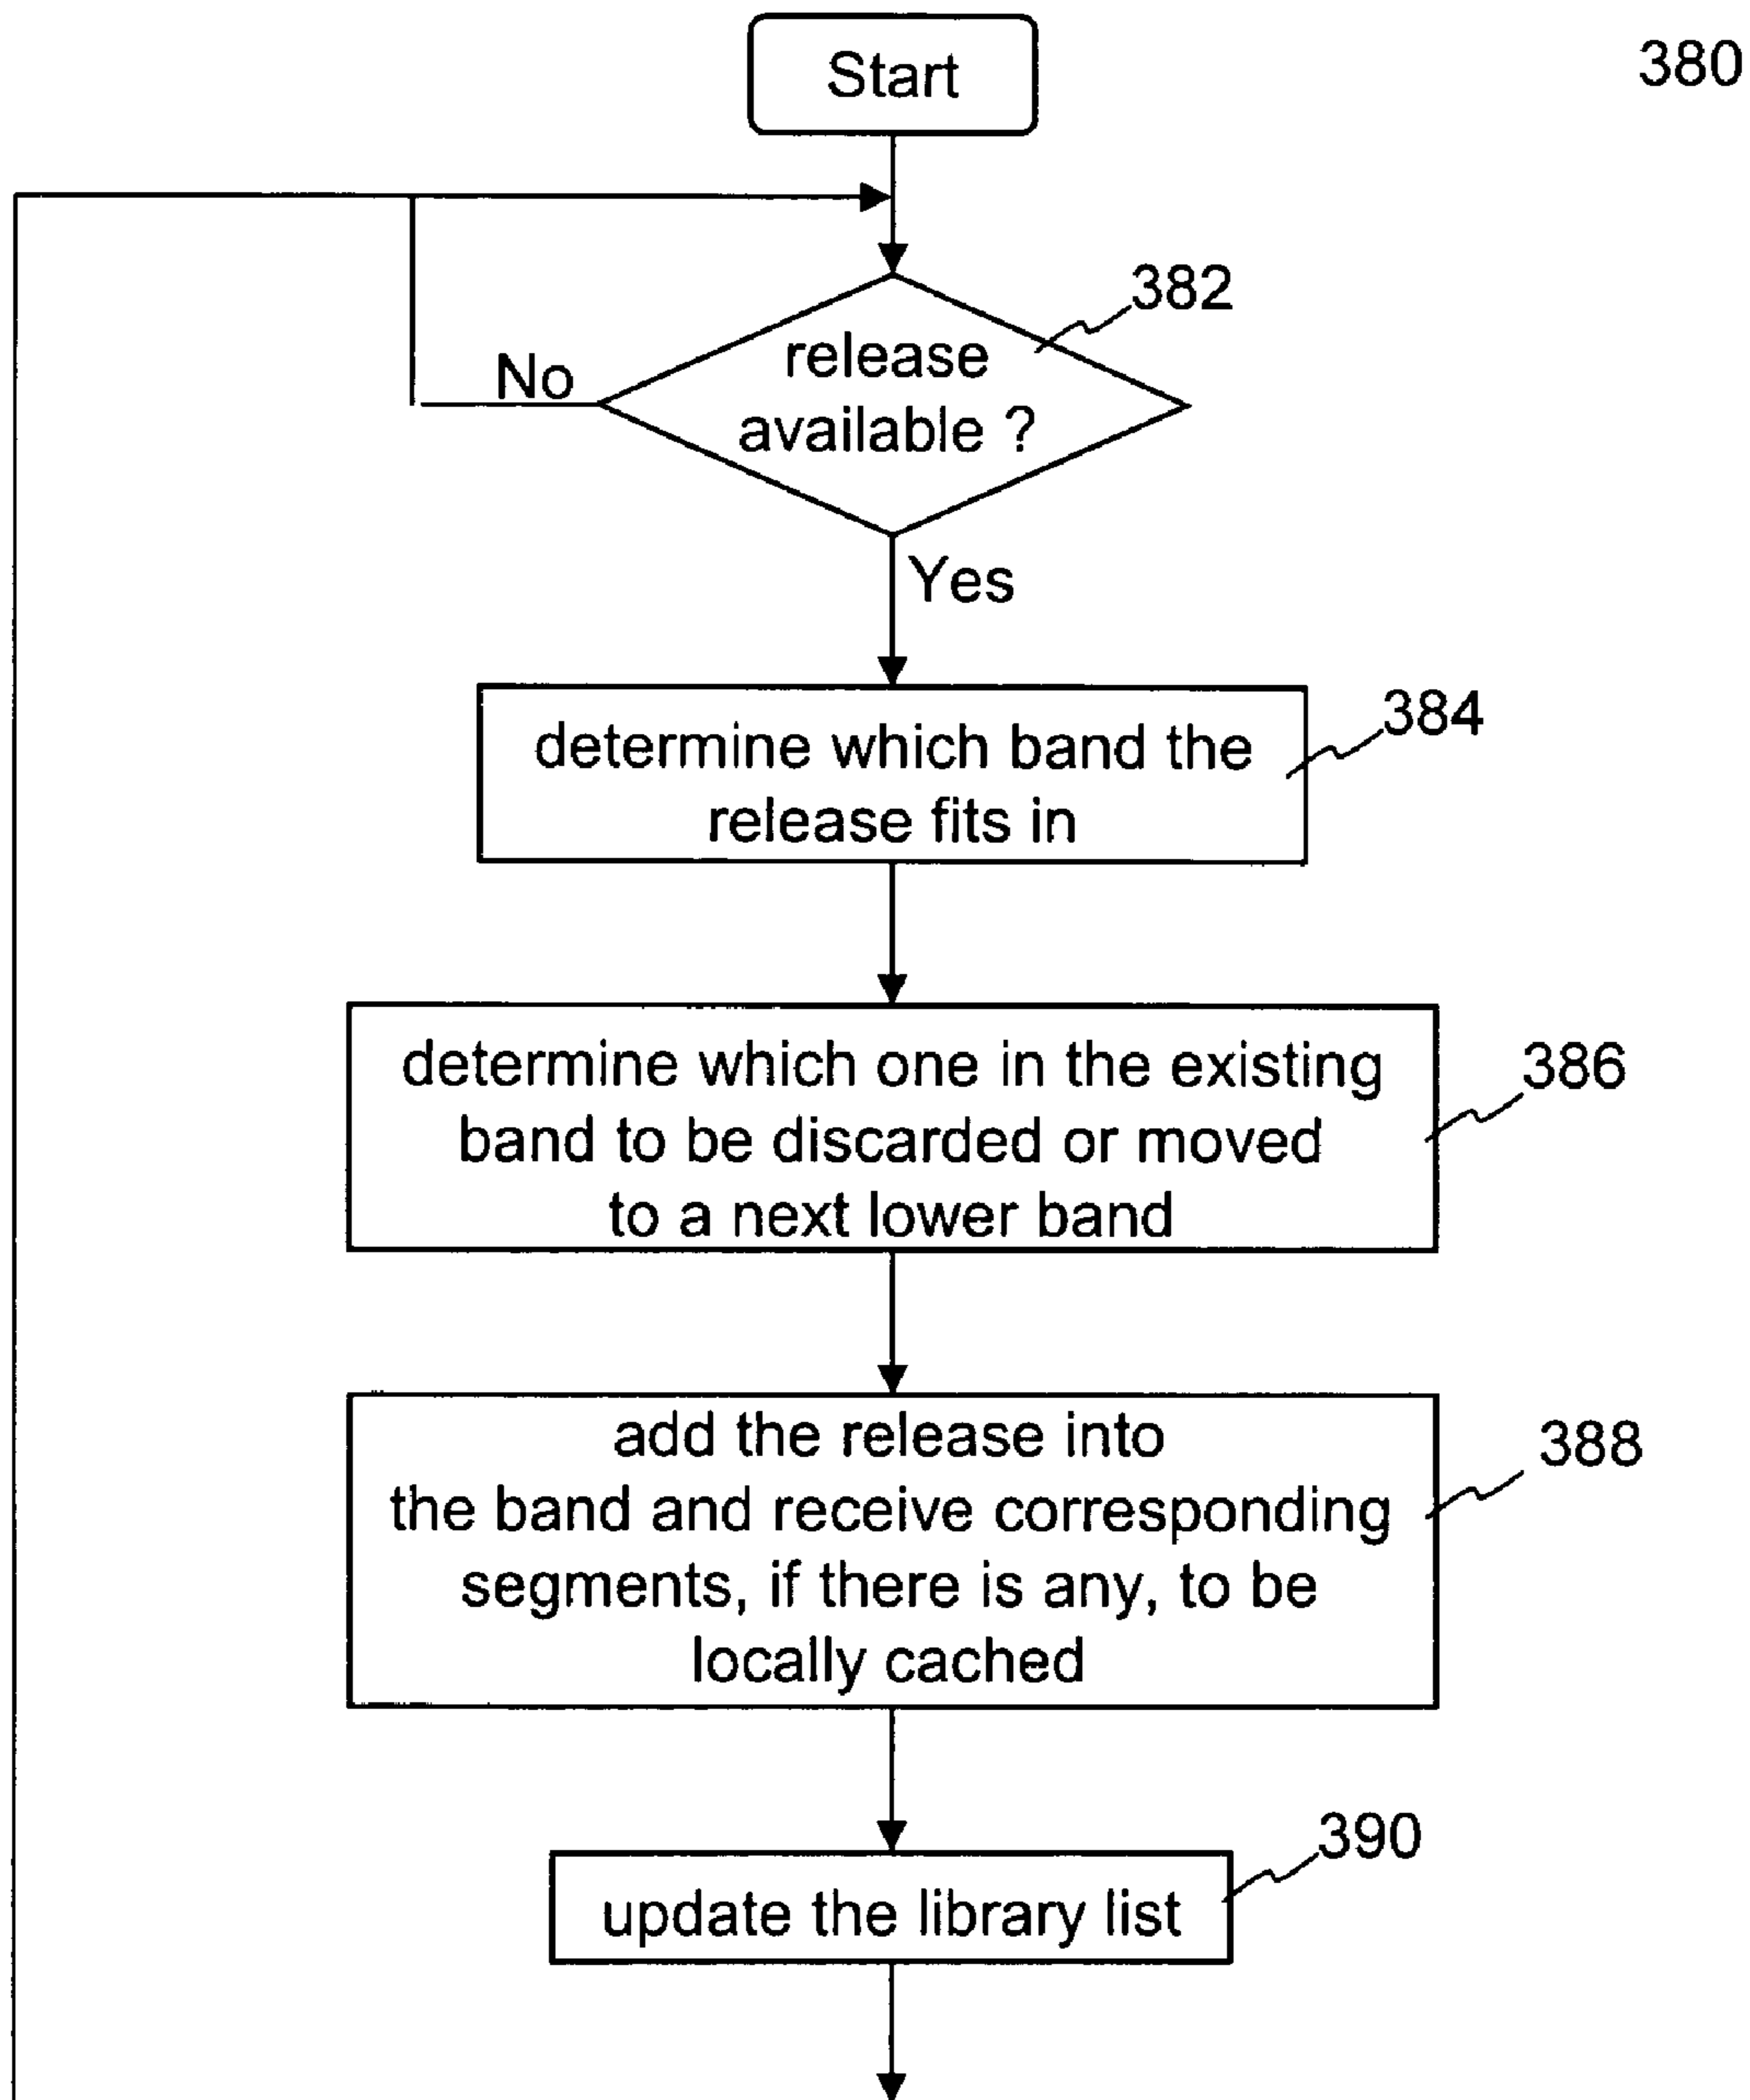 Start
380
382
release
available ?
No
Yes
384
determine which band the
release fits in
386
determine which one in the existing
band to be discarded or moved
to a next lower band
388
add the release into
the band and receive corresponding
segments, if there is any, to be
locally cached
390
update the library list